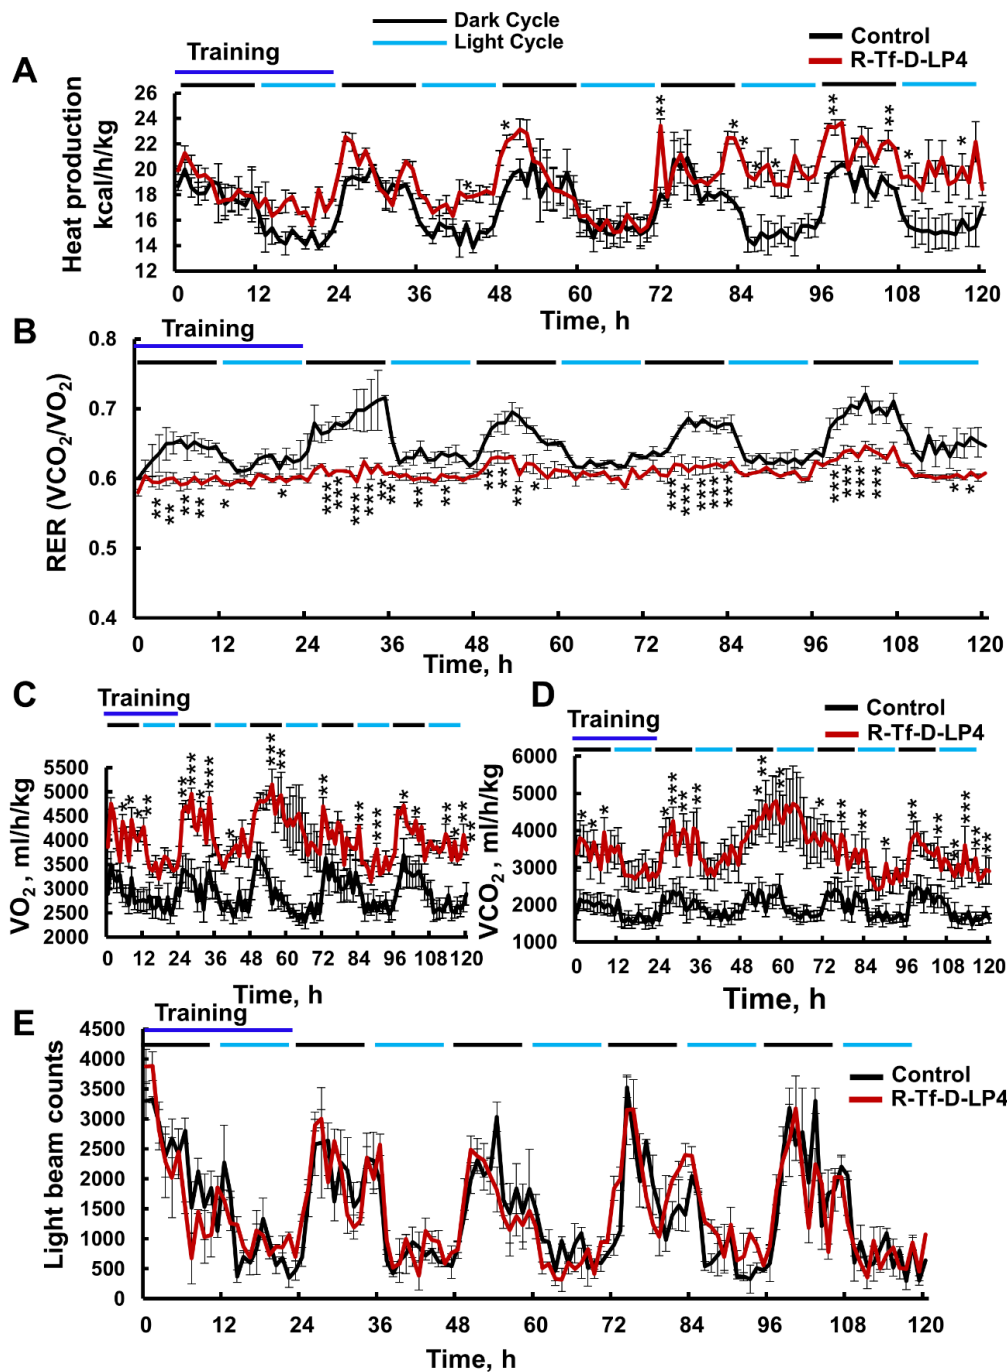 Dark Cycle
Light Cycle
Control
R-Tf-D-LP4
A
Training
Heat production
kcal/h/kg
26
24
22
20
18
16
14
12
* ** * * * ** ** * *
0 12 24 36 48 60 72 84 96 108 120
Time, h
B
Training
RER (VCO2/VO2)
0.8
0.7
0.6
0.5
0.4
0 12 24 36 48 60 72 84 96 108 120
Time, h
C
Training
VO2 , ml/h/kg
5500
5000
4500
4000
3500
3000
2500
2000
0 12 24 36 48 60 72 84 96 108 120
Time, h
D
Control
R-Tf-D-LP4
Training
VCO2 , ml/h/kg
6000
5000
4000
3000
2000
1000
0 12 24 36 48 60 72 84 96 108 120
Time, h
E
Training
Control
R-Tf-D-LP4
Light beam counts
4500
4000
3500
3000
2500
2000
1500
1000
500
0
0 12 24 36 48 60 72 84 96 108 120
Time, h